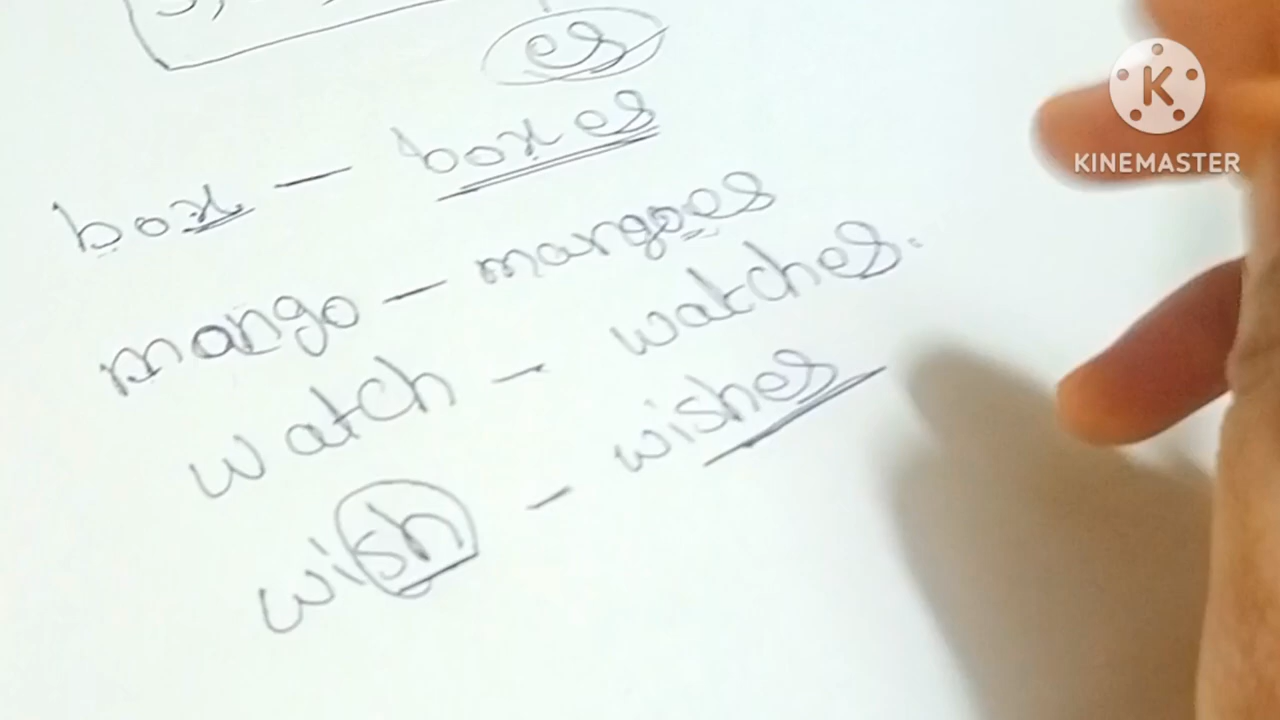 es
box - boxes
mango - mangoes
watch - watches.
wish - wishes
KINEMASTER